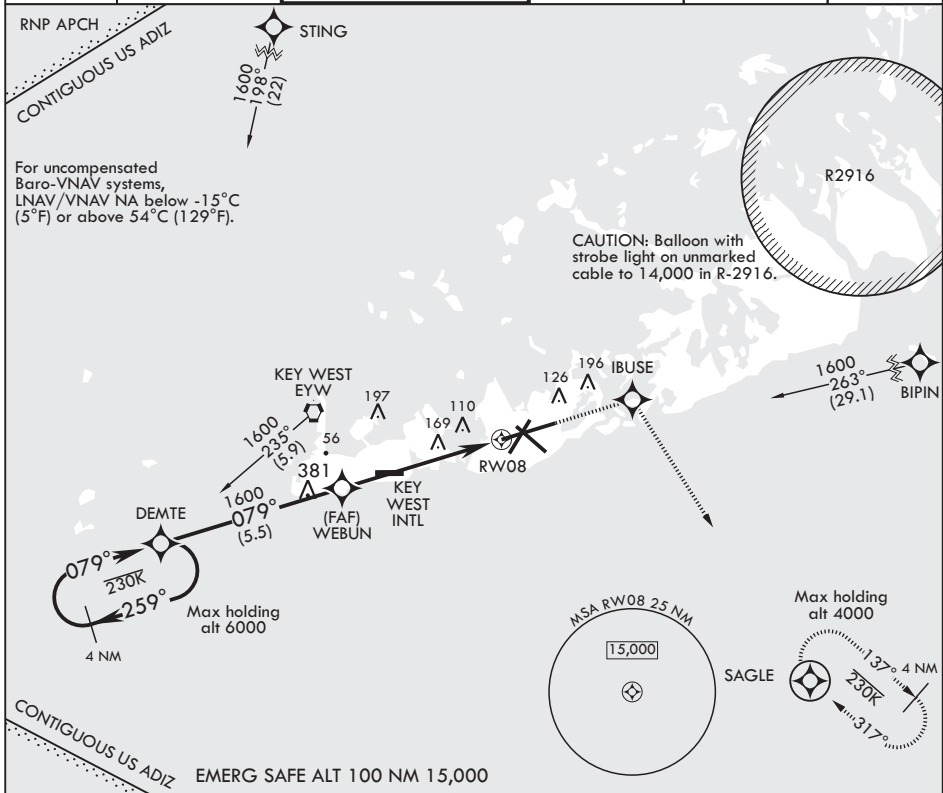 RNP APCH
CONTIGUOUS US ADIZ
STING
1600
198°
(22)
For uncompensated
Baro-VNAV systems,
LNAV/VNAV NA below -15°C
(5°F) or above 54°C (129°F).
R2916
CAUTION: Balloon with
strobe light on unmarked
cable to 14,000 in R-2916.
KEY WEST
EYW
197
110
169
126
196
IBUSE
1600
263°
(29.1)
BIPIN
1600
235°
(5.9)
56
381
RW08
KEY
WEST
INTL
(FAF)
WEBUN
DEMTE
1600
079°
(5.5)
079°
230K
259°
4 NM
Max holding
alt 6000
MSA RW08 25 NM
15,000
SAGLE
Max holding
alt 4000
137°
4 NM
230K
317°
CONTIGUOUS US ADIZ
EMERG SAFE ALT 100 NM 15,000